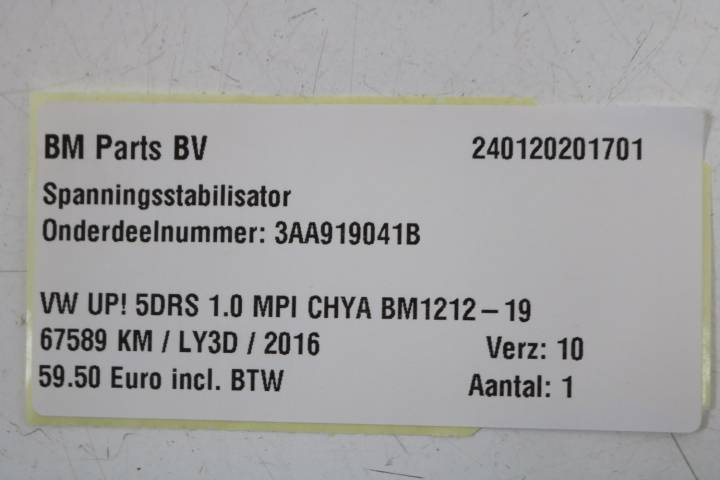 BM Parts BV 240120201701
Spanningsstabilisator
Onderdeelnummer: 3AA919041B
VW UP! 5DRS 1.0 MPI CHYA BM1212-19
67589 KM / LY3D / 2016 Verz: 10
59.50 Euro incl. BTW Aantal: 1